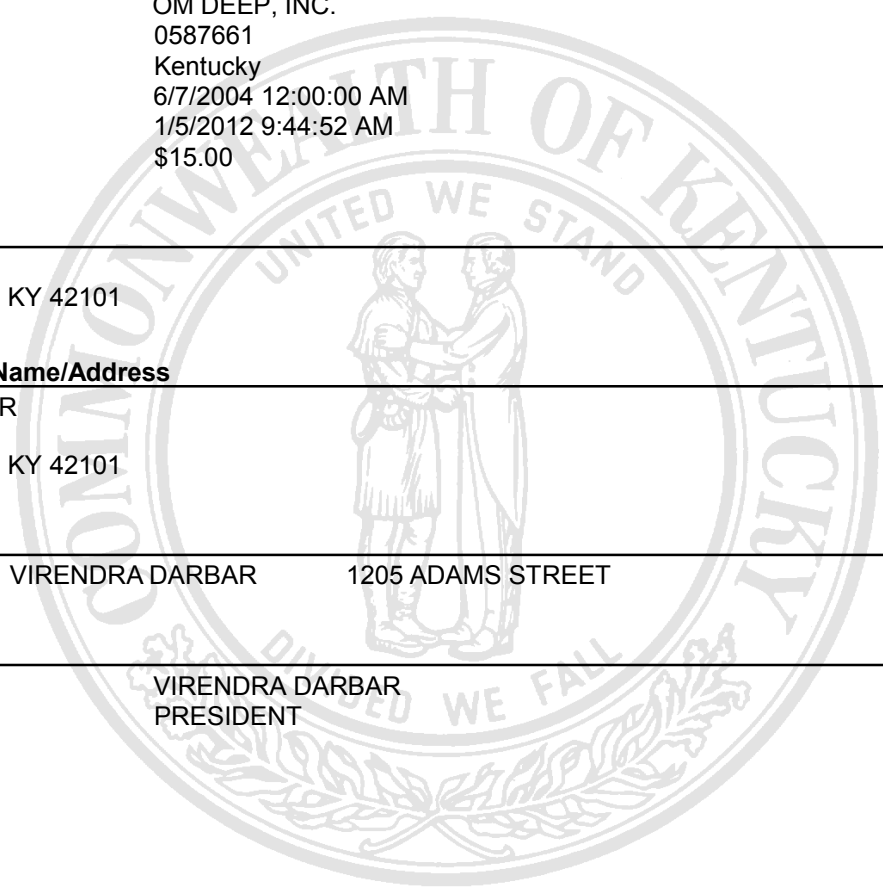 OM DEEP, INC.
0587661
Kentucky
6/7/2004 12:00:00 AM
1/5/2012 9:44:52 AM
$15.00
KY 42101
Name/Address
R
KY 42101
VIRENDRA DARBAR 1205 ADAMS STREET
VIRENDRA DARBAR
PRESIDENT
COMMONWEALTH OF KENTUCKY
UNITED WE STAND
DIVIDED WE FALL